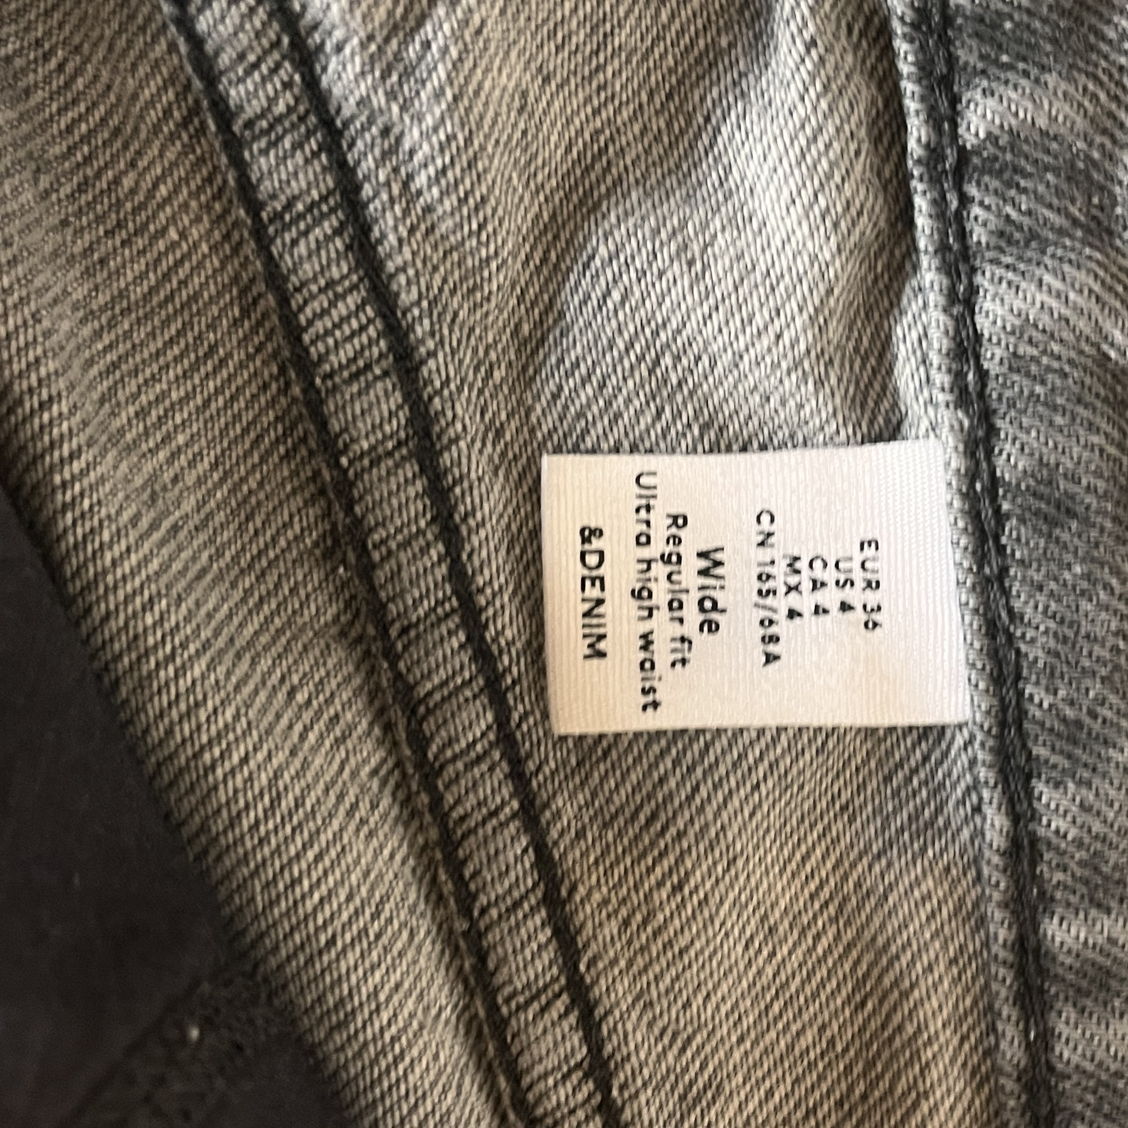 EUR 36
US 4
CA 4
MX 4
CN 165/68A
Wide
Regular fit
Ultra high waist
&DENIM